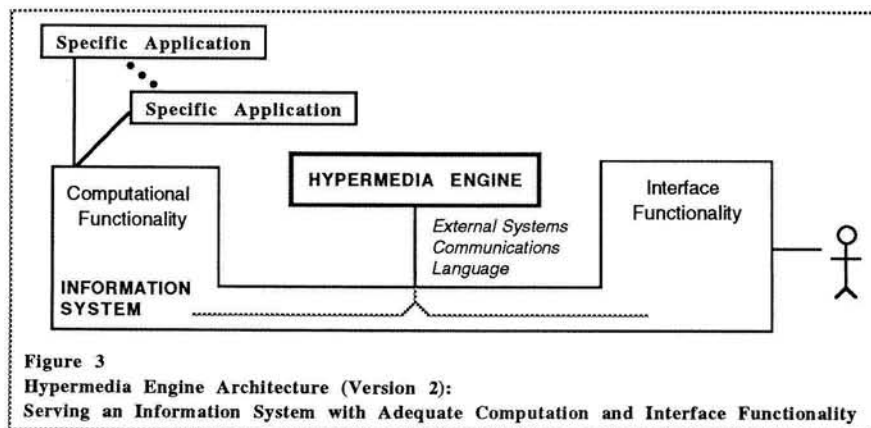 Specific Application
Specific Application
HYPERMEDIA ENGINE
Computational
Functionality
Interface
Functionality
External Systems
Communications
Language
INFORMATION
SYSTEM
Figure 3
Hypermedia Engine Architecture (Version 2):
Serving an Information System with Adequate Computation and Interface Functionality